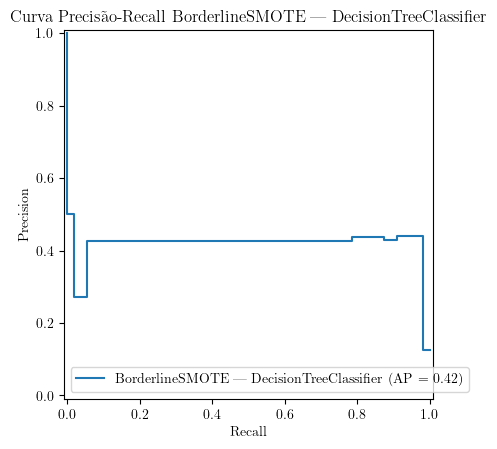 Curva Precisão-Recall BorderlineSMOTE — DecisionTreeClassifier
1.0
0.8
0.6
0.4
0.2
0.0
Precision
BorderlineSMOTE — DecisionTreeClassifier (AP = 0.42)
0.0 0.2 0.4 0.6 0.8 1.0
Recall